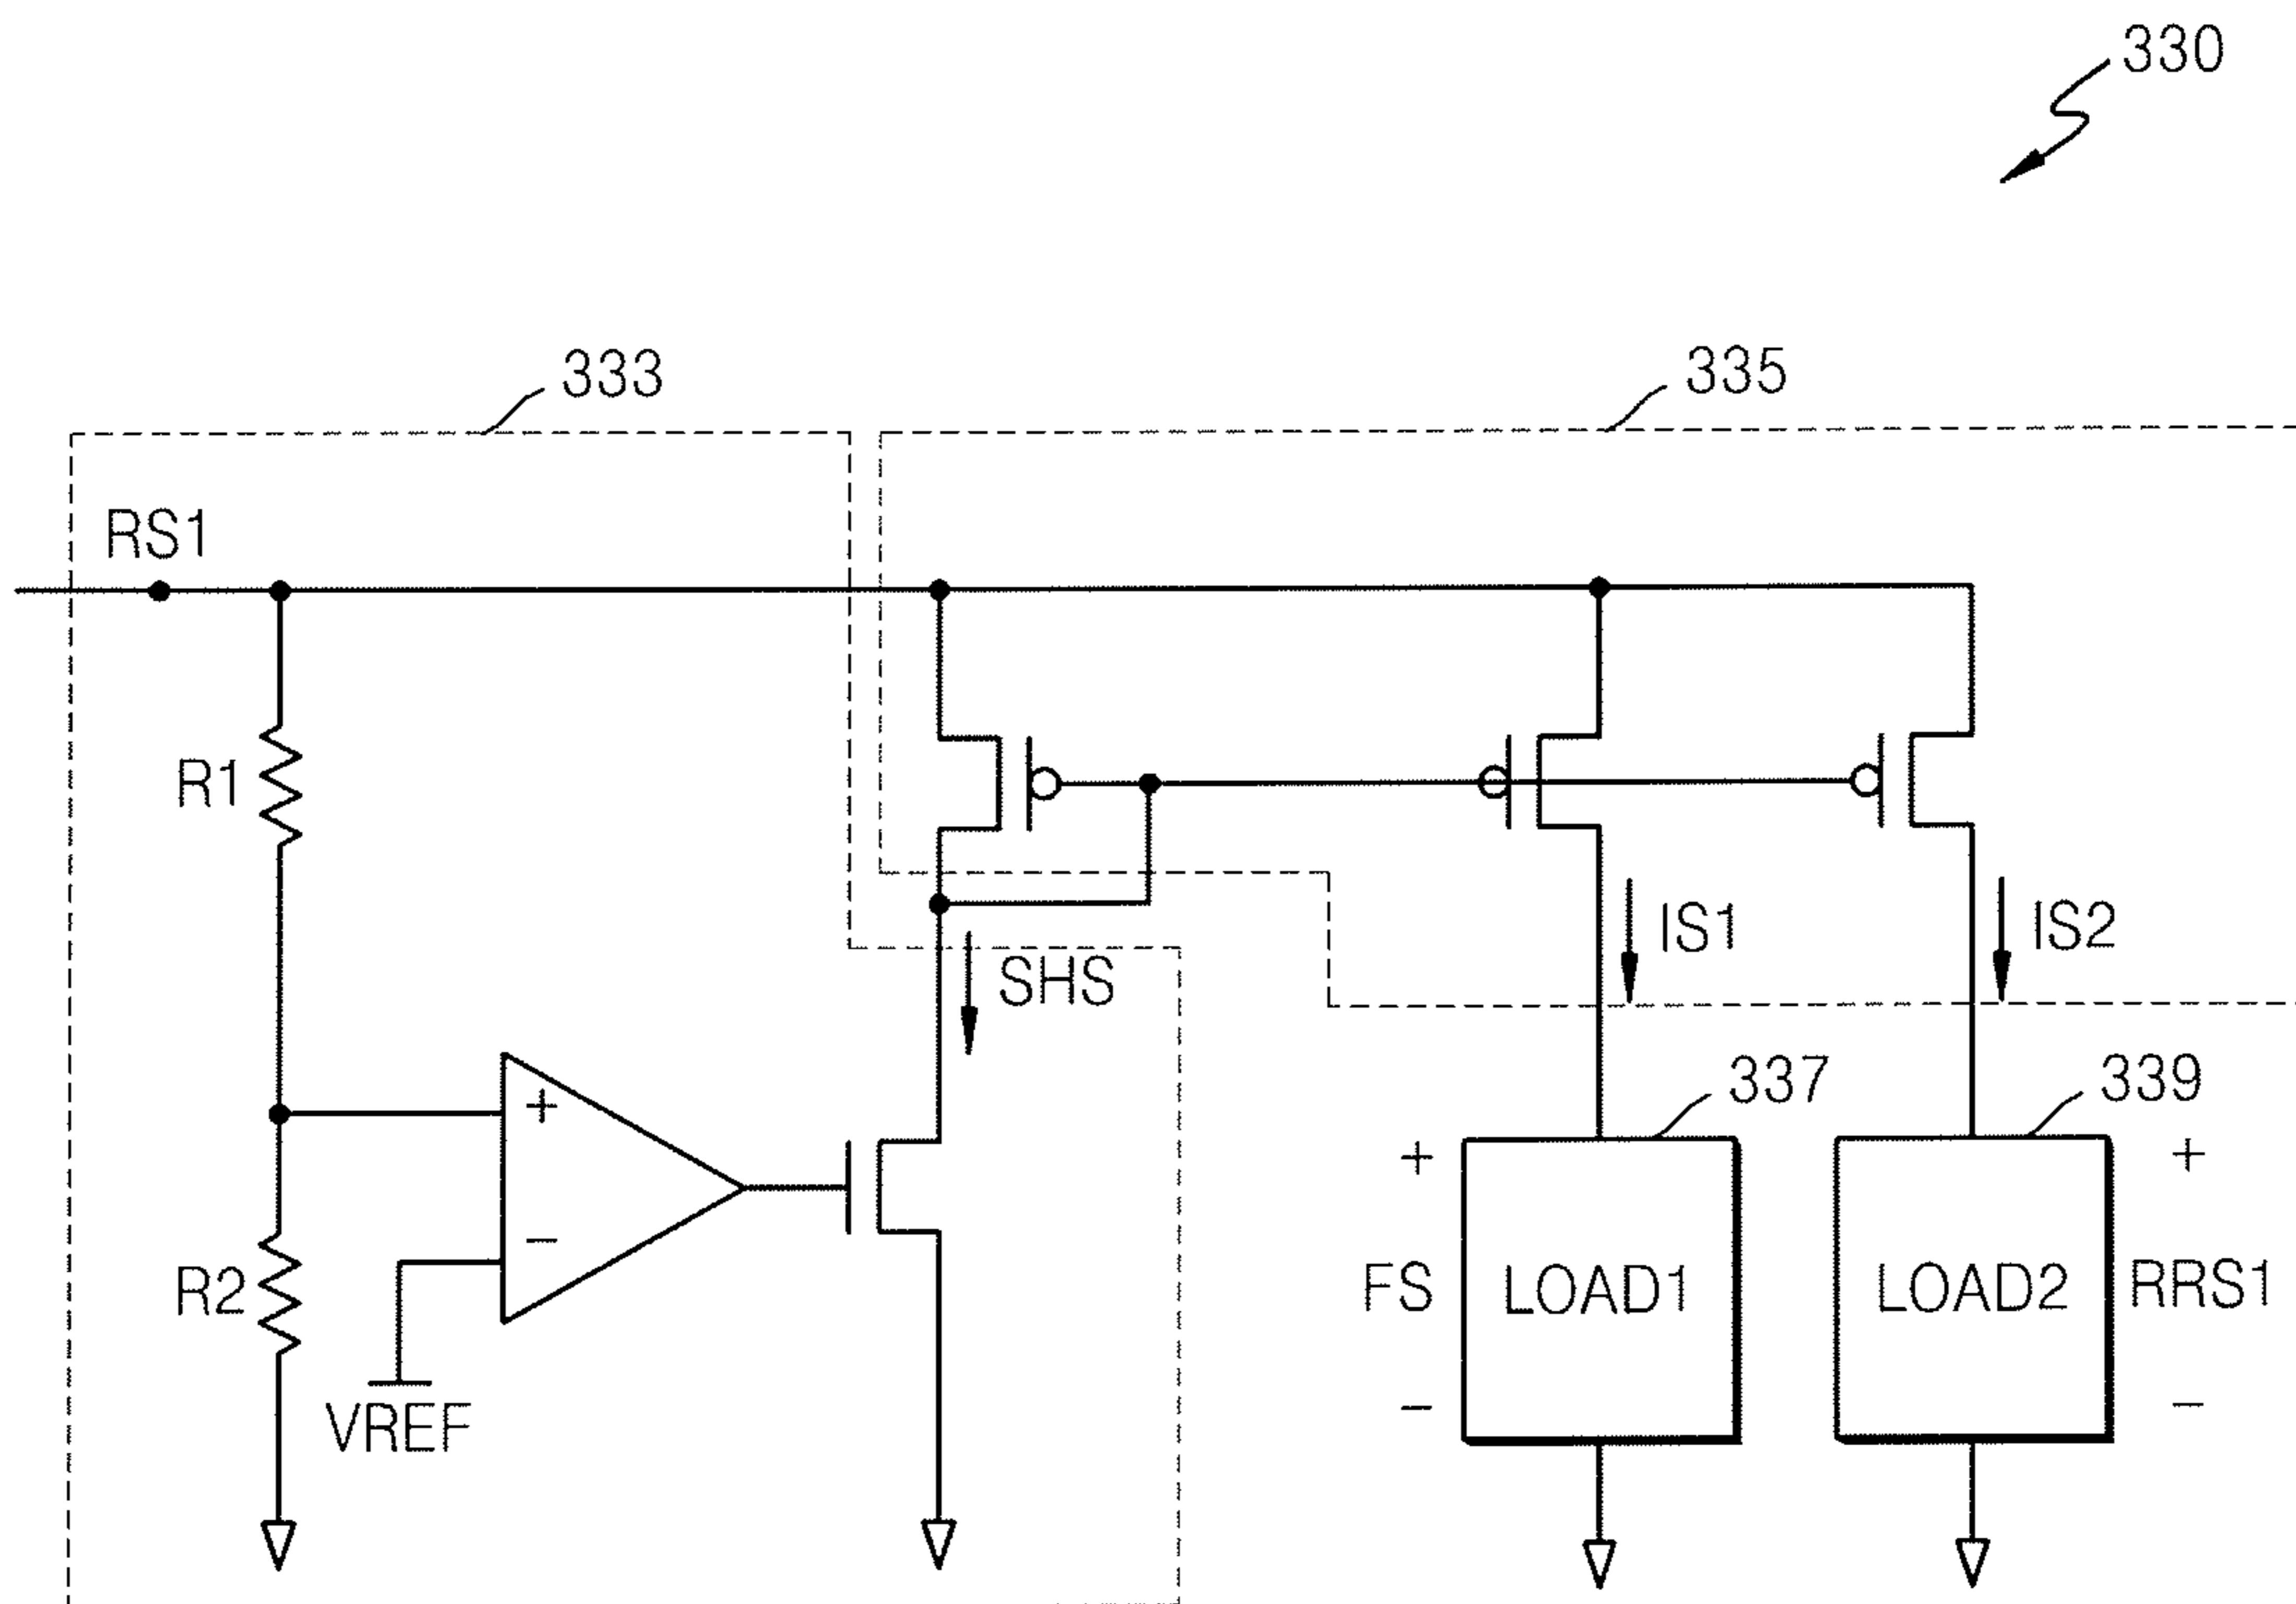 330
333
335
RS1
R1
IS1
IS2
SHS
337
339
+
+
+
−
FS
LOAD1
LOAD2
RRS1
R2
VREF
−
−